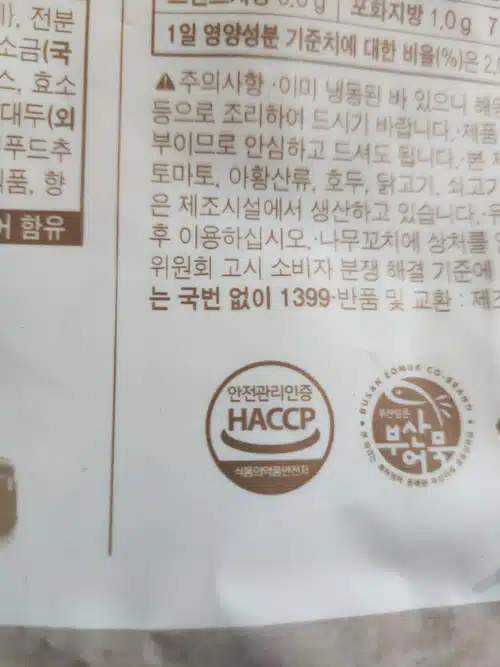 ), 전분
소금(국
스, 효소
대두(외
푸드추
식품, 향
어 함유
포화지방 1.0g 7
1일 영양성분 기준치에 대한 비율(%)은 2,0
주의사항 ·이미 냉동된 바 있으니 해
등으로 조리하여 드시기 바랍니다.·제품
부이므로 안심하고 드셔도 됩니다.·본
토마토, 아황산류, 호두, 닭고기, 쇠고기
은 제조시설에서 생산하고 있습니다.
후 이용하십시오.·나무꼬치에 상처를
위원회 고시 소비자 분쟁 해결 기준에
는 국번 없이 1399·반품 및 교환 : 제
안전관리인증
HACCP
식품의약품안전처
BUSAN EOMUK CO-BRAND
부산어묵